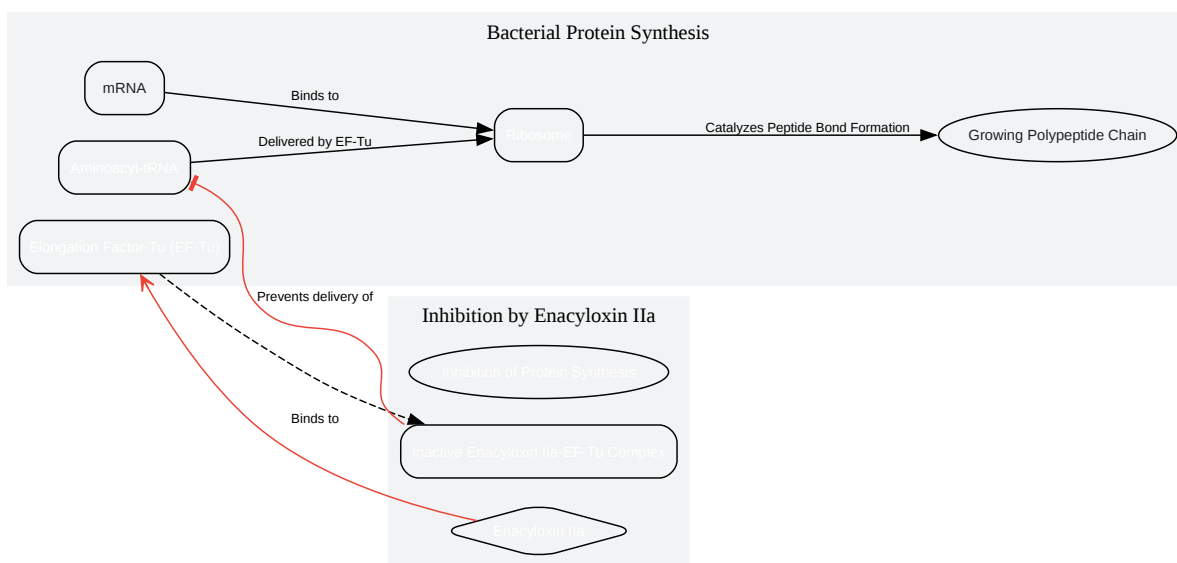 Bacterial Protein Synthesis
mRNA
Binds to
Ribosome
Catalyzes Peptide Bond Formation
Growing Polypeptide Chain
Aminoacyl-tRNA
Delivered by EF-Tu
Elongation Factor-Tu (EF-Tu)
Prevents delivery of
Inhibition by Enacyloxin IIa
Inhibition of Protein Synthesis
Binds to
Inactive Enacyloxin IIa-EF-Tu Complex
Enacyloxin IIa